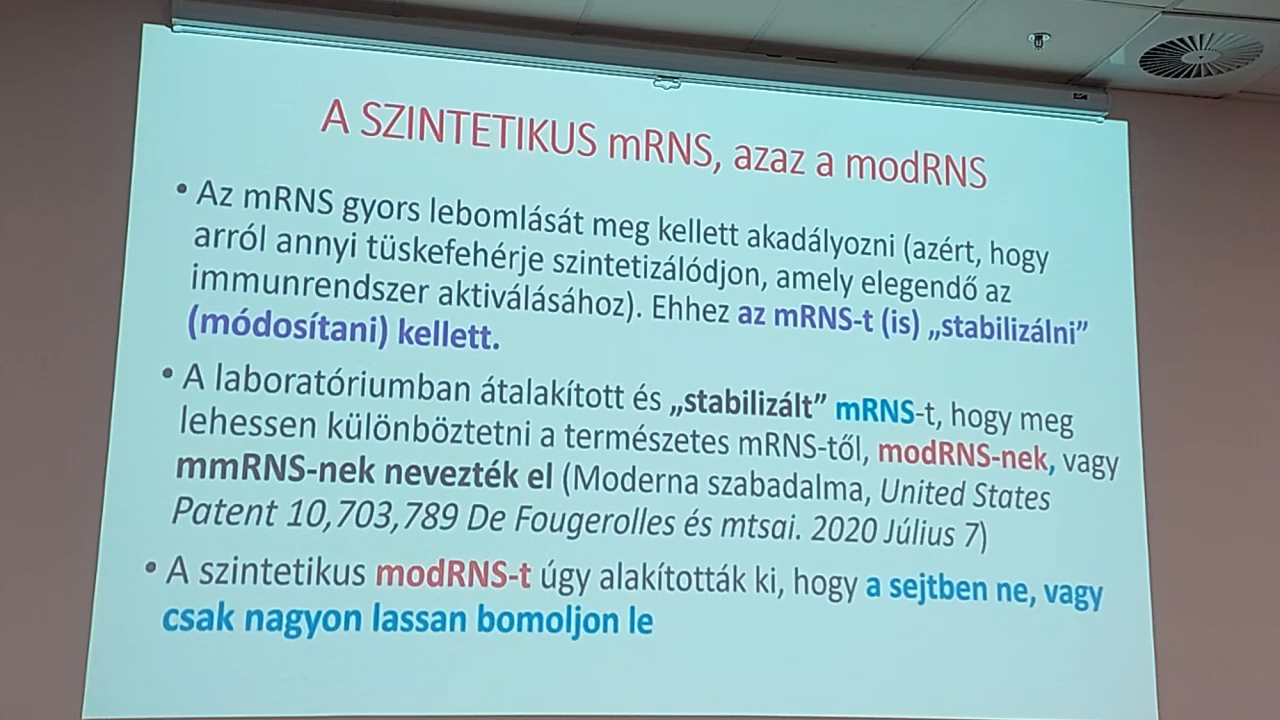 A SZINTETIKUS mRNS, azaz a modRNS
• Az mRNS gyors lebomlását meg kellett akadályozni (azért, hogy
arról annyi tüskefehérje szintetizálódjon, amely elegendő az
immunrendszer aktiválásához). Ehhez az mRNS-t (is) „stabilizálni”
(módosítani) kellett.
• A laboratóriumban átalakított és „stabilizált” mRNS-t, hogy meg
lehessen különböztetni a természetes mRNS-től, modRNS-nek, vagy
mmRNS-nek nevezték el (Moderna szabadalma, United States
Patent 10,703,789 De Fougerolles és mtsai. 2020 Július 7)
• A szintetikus modRNS-t úgy alakították ki, hogy a sejtben ne, vagy
csak nagyon lassan bomoljon le